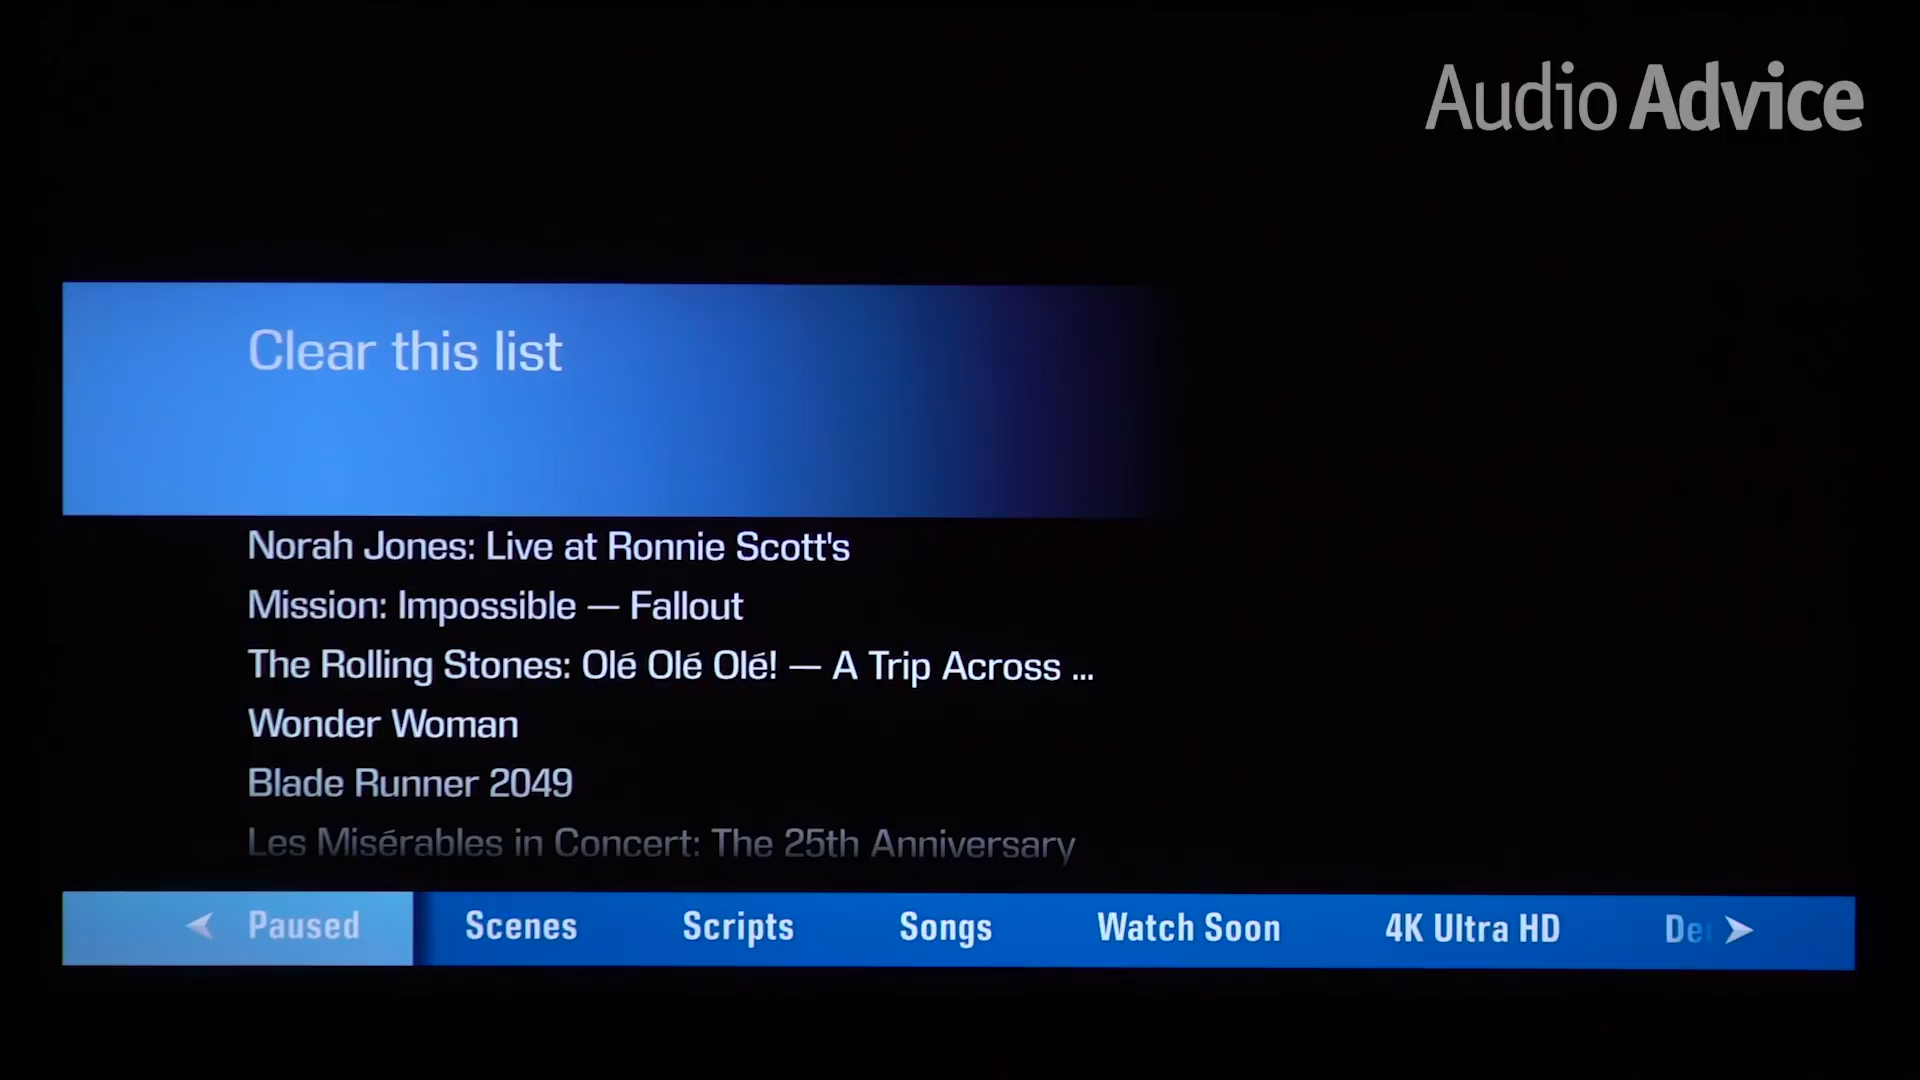 Audio Advice
Clear this list
Norah Jones: Live at Ronnie Scott's
Mission: Impossible — Fallout
The Rolling Stones: Olé Olé Olé! — A Trip Across ...
Wonder Woman
Blade Runner 2049
Les Misérables in Concert: The 25th Anniversary
Paused Scenes Scripts Songs Watch Soon 4K Ultra HD